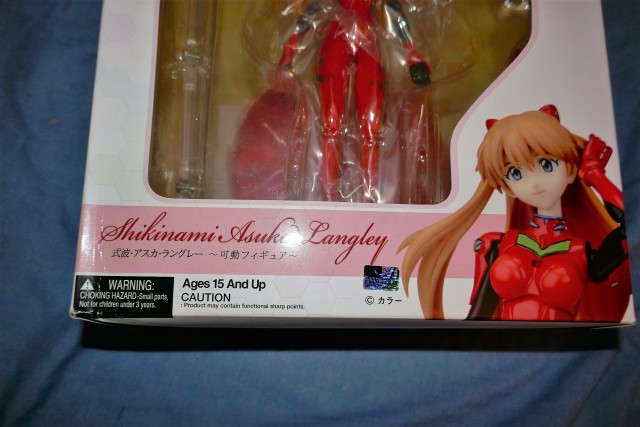 Shikinami Asuka Langley
式波・アスカ・ラングレー ～可動フィギュア～
WARNING:
CHOKING HAZARD-Small parts,
Not for children under 3 years.
Ages 15 And Up
CAUTION
: Product may contain functional sharp points.
© カラー